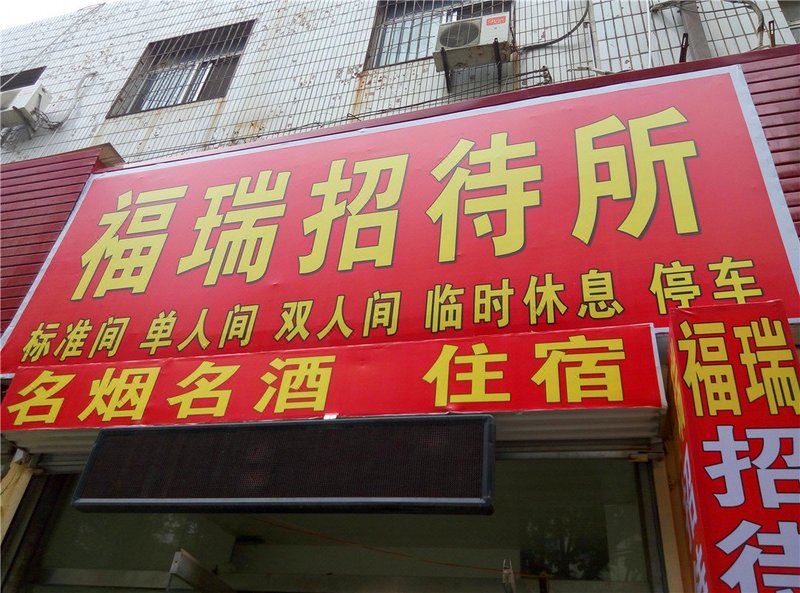 福瑞招待所
标准间 单人间 双人间 临时休息 停车
名烟名酒 住宿
福瑞
招待